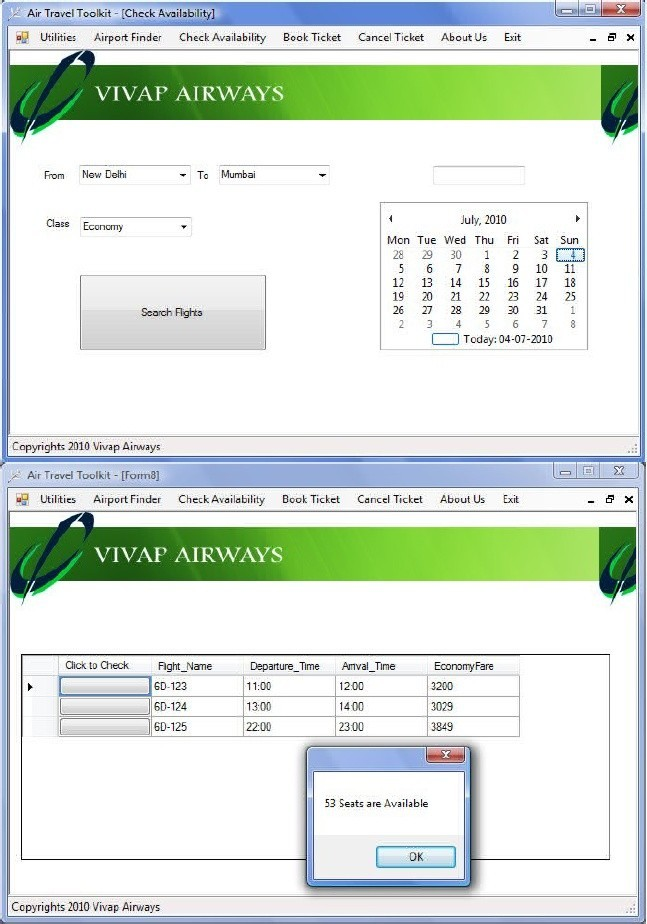 Air Travel Toolkit - [Check Availability]
Utilities Airport Finder Check Availability Book Ticket Cancel Ticket About Us Exit
VIVAP AIRWAYS
From New Delhi To Mumbai
Class Economy
Search Flights
July, 2010
Mon Tue Wed Thu Fri Sat Sun
28 29 30 1 2 3 4
5 6 7 8 9 10 11
12 13 14 15 16 17 18
19 20 21 22 23 24 25
26 27 28 29 30 31 1
2 3 4 5 6 7 8
Today: 04-07-2010
Copyrights 2010 Vivap Airways
Air Travel Toolkit - [Form8]
Utilities Airport Finder Check Availability Book Ticket Cancel Ticket About Us Exit
VIVAP AIRWAYS
Click to Check Flight_Name Departure_Time Arrival_Time EconomyFare
6D-123 11:00 12:00 3200
6D-124 13:00 14:00 3029
6D-125 22:00 23:00 3849
53 Seats are Available
OK
Copyrights 2010 Vivap Airways